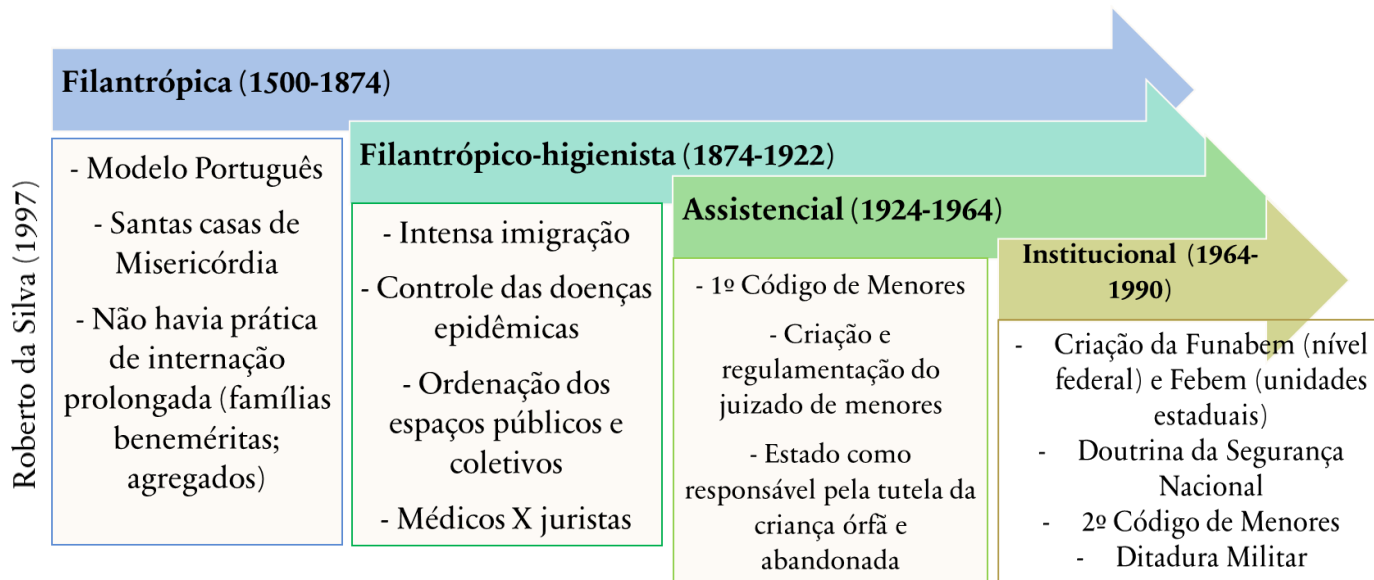 Roberto da Silva (1997)
Filantrópica (1500-1874)
- Modelo Português
- Santas casas de
Misericórdia
- Não havia prática
de internação
prolongada (famílias
beneméritas;
agregados)
Filantrópico-higienista (1874-1922)
- Intensa imigração
- Controle das doenças
epidêmicas
- Ordenação dos
espaços públicos e
coletivos
- Médicos X juristas
Assistencial (1924-1964)
- 1º Código de Menores
- Criação e
regulamentação do
juizado de menores
- Estado como
responsável pela tutela da
criança órfã e
abandonada
Institucional (1964-
1990)
- Criação da Funabem (nível
federal) e Febem (unidades
estaduais)
- Doutrina da Segurança
Nacional
- 2º Código de Menores
- Ditadura Militar